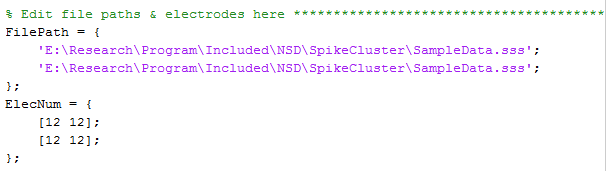 % Edit file paths & electrodes here ***************************************
FilePath = {
'E:\Research\Program\Included\NSD\SpikeCluster\SampleData.sss';
'E:\Research\Program\Included\NSD\SpikeCluster\SampleData.sss';
};
ElecNum = {
[12 12];
[12 12];
};